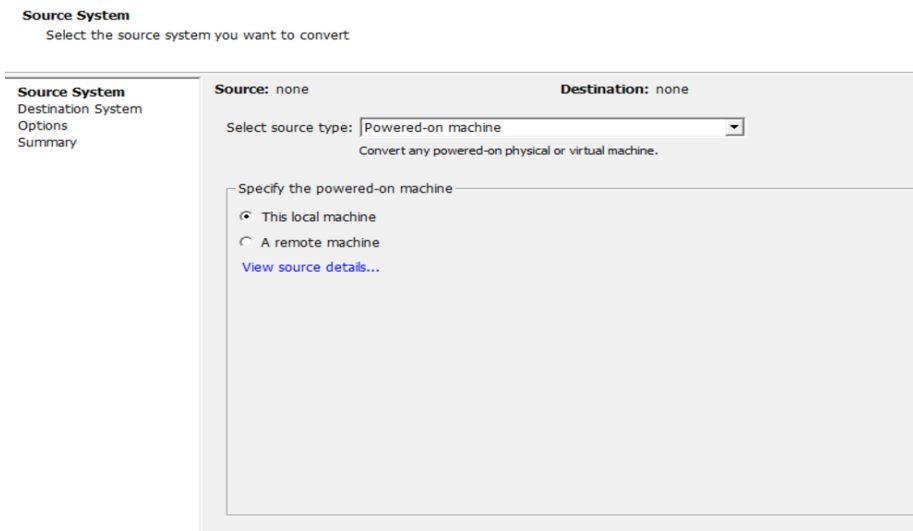 Source System
Select the source system you want to convert
Source System
Destination System
Options
Summary
Source: none Destination: none
Select source type: Powered-on machine
Convert any powered-on physical or virtual machine.
Specify the powered-on machine
This local machine
A remote machine
View source details...